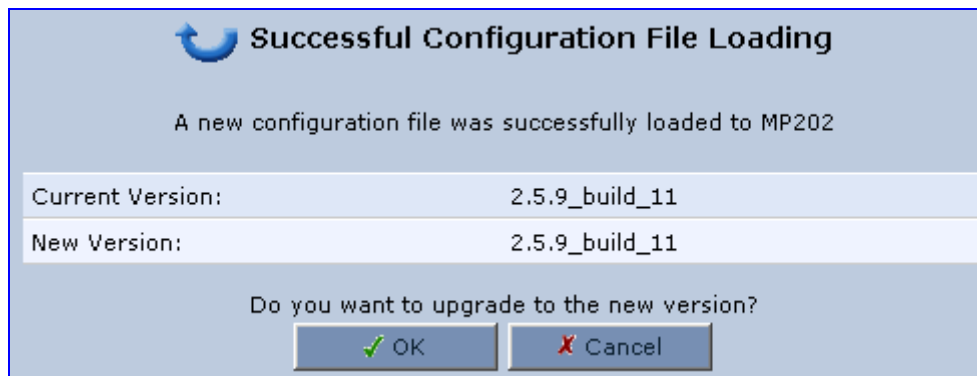 Successful Configuration File Loading
A new configuration file was successfully loaded to MP202
Current Version: 2.5.9_build_11
New Version: 2.5.9_build_11
Do you want to upgrade to the new version?
OK Cancel